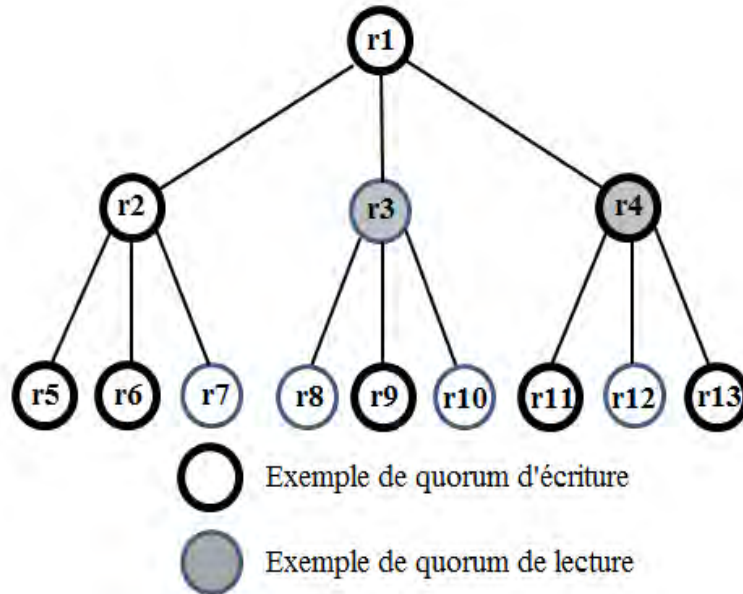 r1
r2 r3 r4
r5 r6 r7 r8 r9 r10 r11 r12 r13
Exemple de quorum d'écriture
Exemple de quorum de lecture